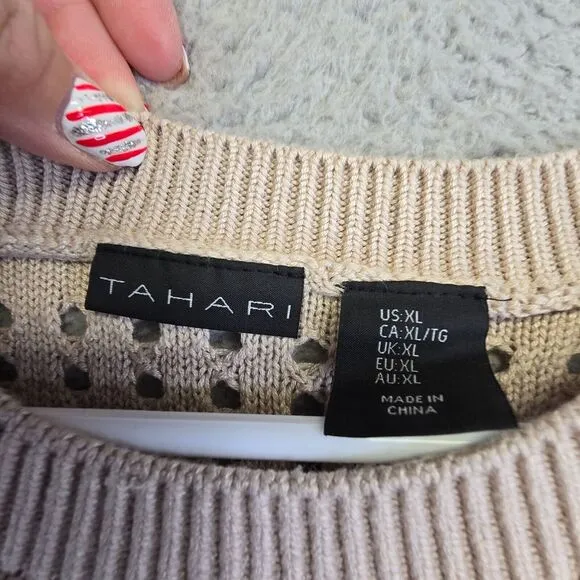 TAHARI
US:XL
CA:XL/TG
UK:XL
EU:XL
AU:XL
MADE IN
CHINA